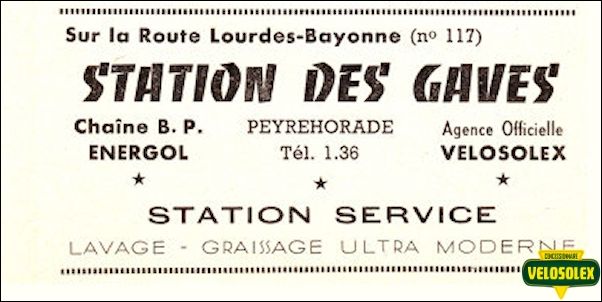 Sur la Route Lourdes-Bayonne (nº 117)
STATION DES GAVES
Chaîne B. P. PEYREHORADE Agence Officielle
ENERGOL Tél. 1.36 VELOSOLEX
STATION SERVICE
LAVAGE - GRAISSAGE ULTRA MODERNE
CONCESSIONNAIRE
VELOSOLEX